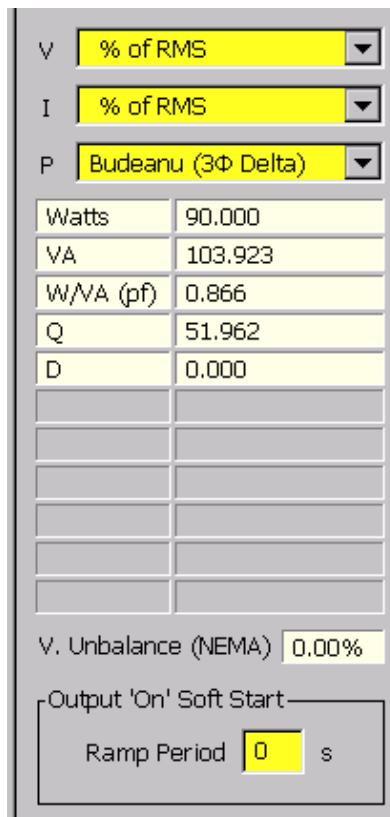 V % of RMS
I % of RMS
P Budeanu (3Φ Delta)
Watts 90.000
VA 103.923
W/VA (pf) 0.866
Q 51.962
D 0.000
V. Unbalance (NEMA) 0.00%
Output 'On' Soft Start
Ramp Period 0 s